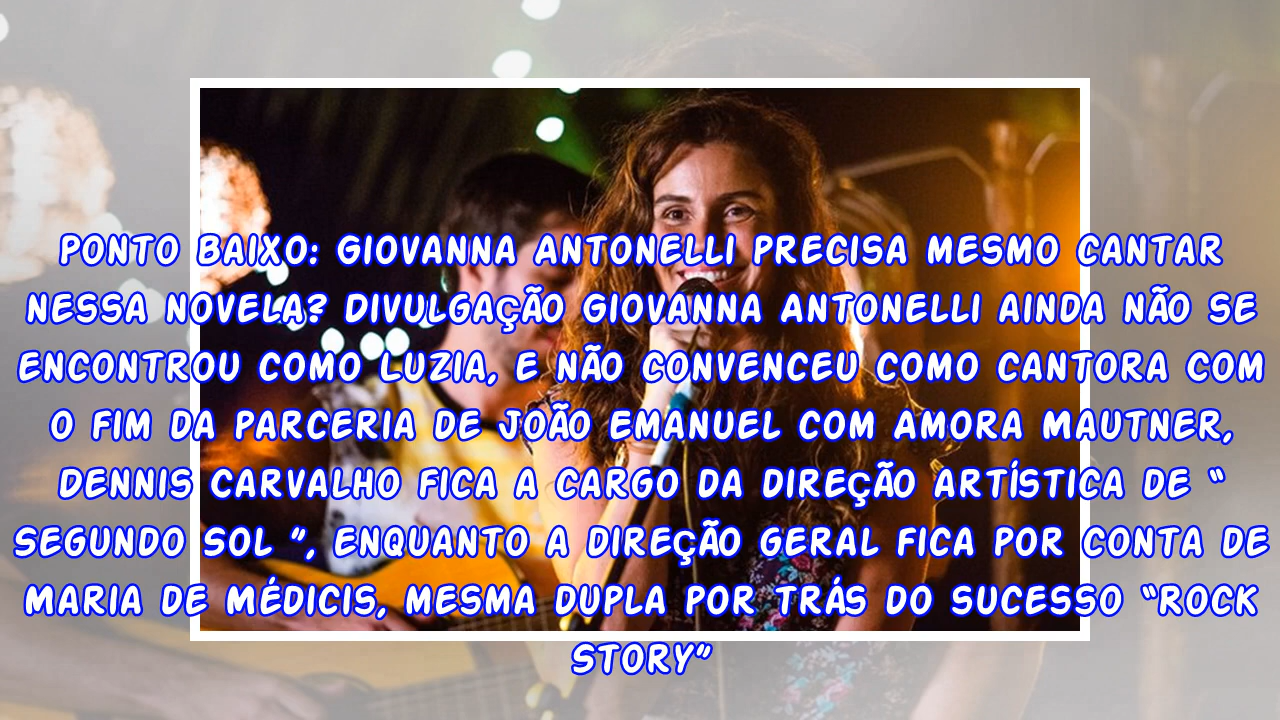 PONTO BAIXO: GIOVANNA ANTONELLI PRECISA MESMO CANTAR
NESSA NOVELA? DIVULGAÇÃO GIOVANNA ANTONELLI AINDA NÃO SE
ENCONTROU COMO LUZIA, E NÃO CONVENCEU COMO CANTORA COM
O FIM DA PARCERIA DE JOÃO EMANUEL COM AMORA MAUTNER,
DENNIS CARVALHO FICA A CARGO DA DIREÇÃO ARTÍSTICA DE “
SEGUNDO SOL ”, ENQUANTO A DIREÇÃO GERAL FICA POR CONTA DE
MARIA DE MÉDICIS, MESMA DUPLA POR TRÁS DO SUCESSO “ROCK
STORY”